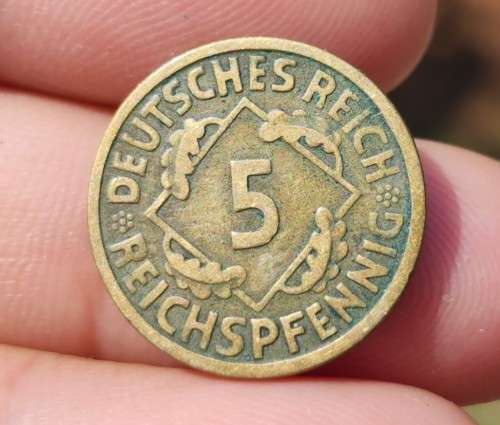 DEUTSCHES REICH
5
REICHSPFENNIG